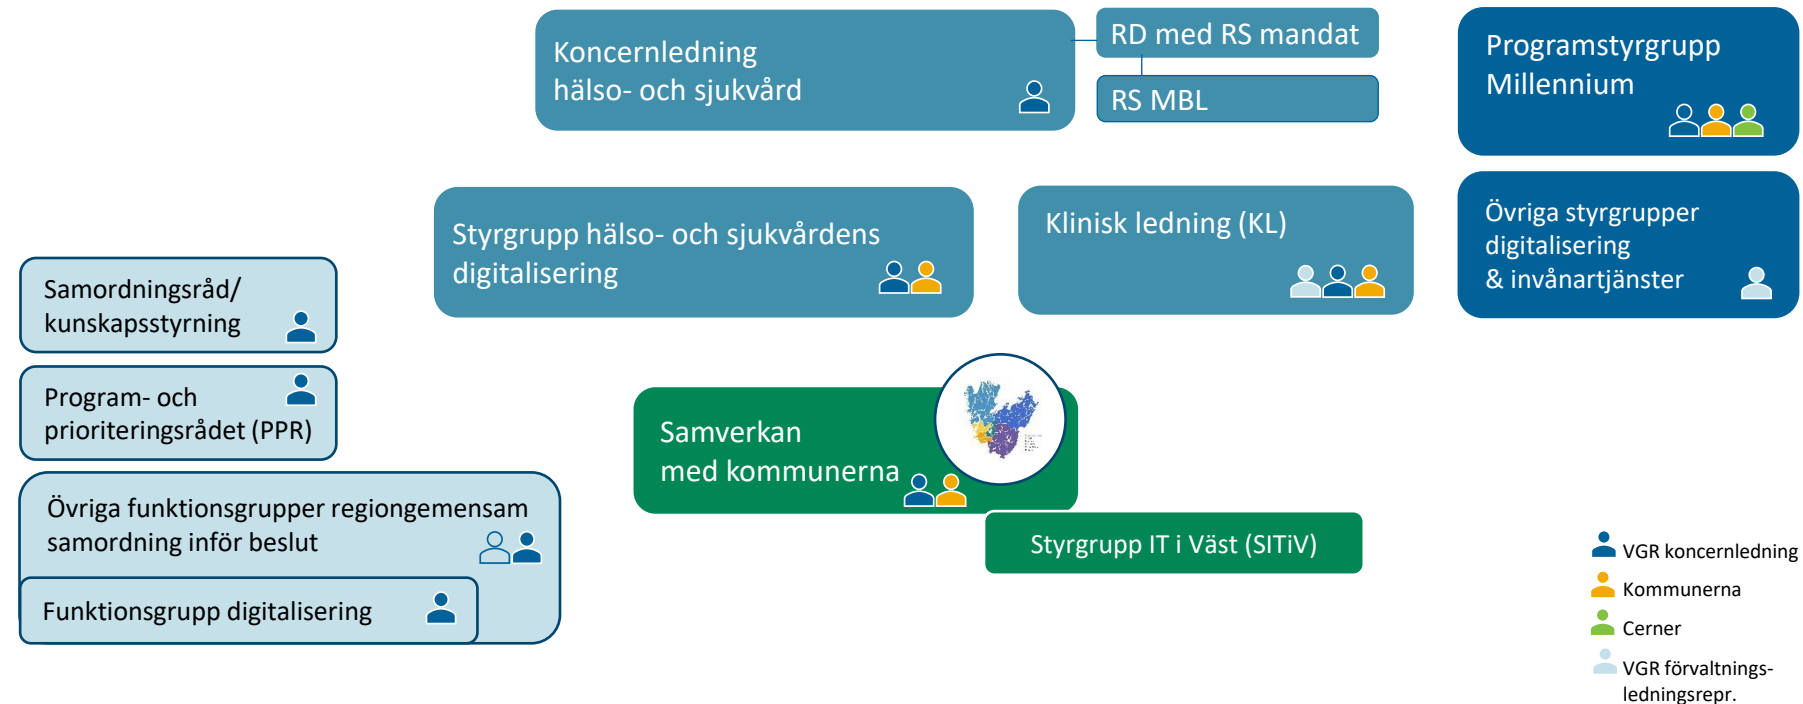 Koncernledning
hälso- och sjukvård
RD med RS mandat
RS MBL
Programstyrgrupp
Millennium
Styrgrupp hälso- och sjukvårdens
digitalisering
Klinisk ledning (KL)
Övriga styrgrupper
digitalisering
& invånartjänster
Samordningsråd/
kunskapsstyrning
Program- och
prioriteringsrådet (PPR)
Övriga funktionsgrupper regiongemensam
samordning inför beslut
Funktionsgrupp digitalisering
Samverkan
med kommunerna
Styrgrupp IT i Väst (SITiV)
VGR koncernledning
Kommunerna
Cerner
VGR förvaltnings-
ledningsrepr.